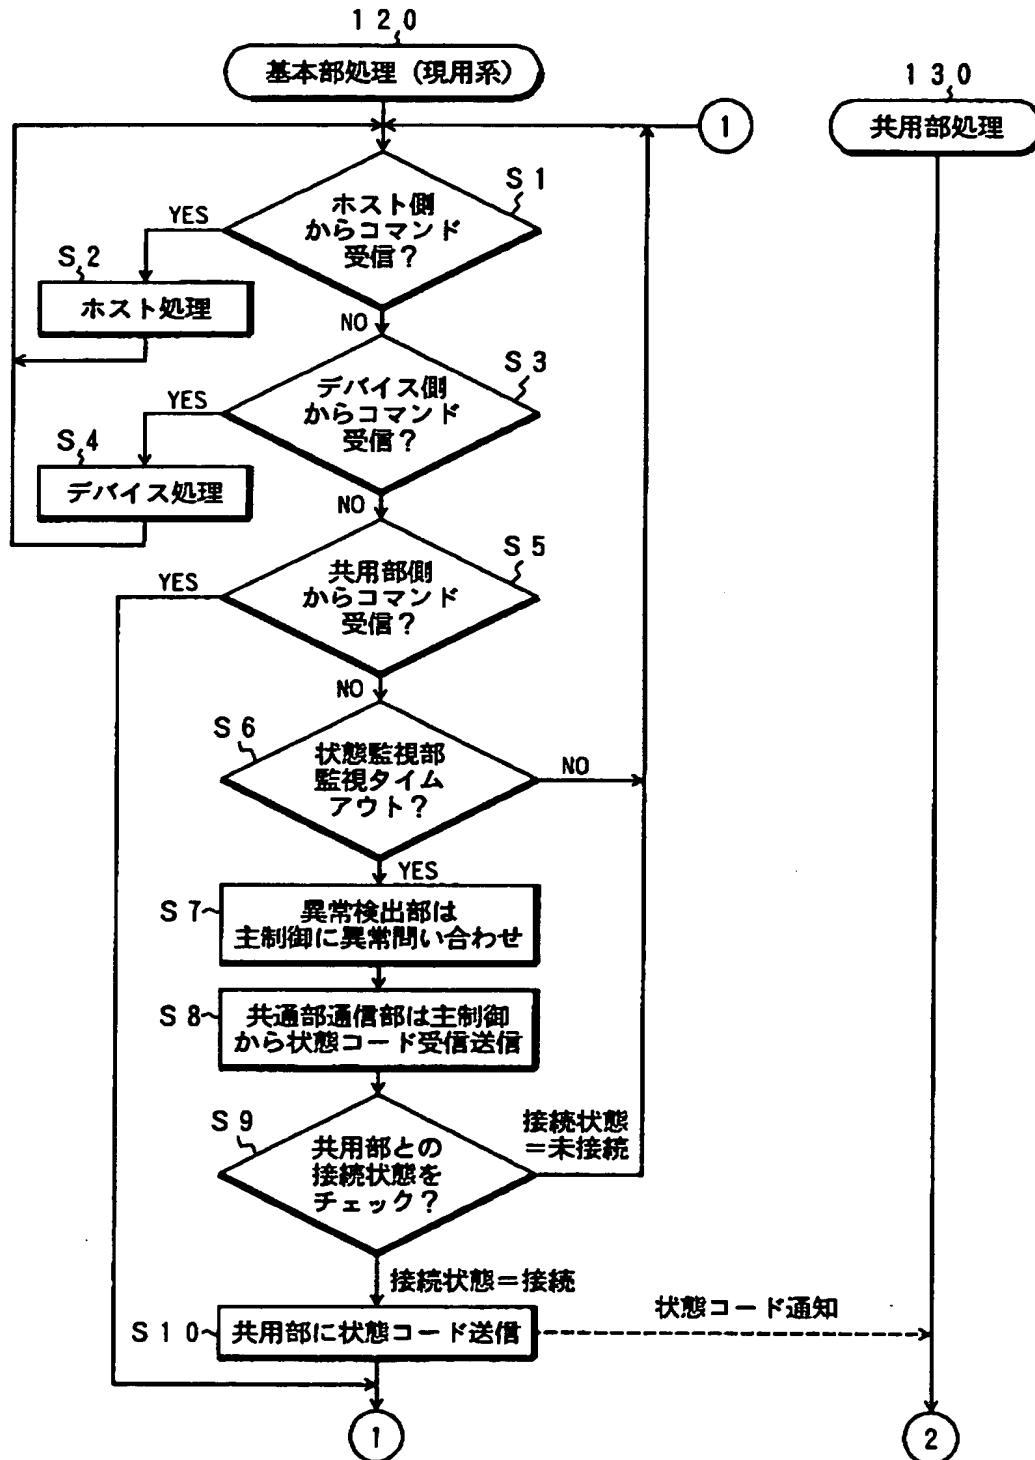 120
基本部処理(現用系)
130
共用部処理
1
S1
ホスト側
からコマンド
受信?
YES
S2
ホスト処理
NO
S3
デバイス側
からコマンド
受信?
YES
S4
デバイス処理
NO
S5
共用部側
からコマンド
受信?
YES
NO
S6
状態監視部
監視タイム
アウト?
NO
YES
S7
異常検出部は
主制御に異常問い合わせ
S8
共通部通信部は主制御
から状態コード受信送信
S9
共用部との
接続状態を
チェック?
接続状態
=未接続
接続状態=接続
S10
共用部に状態コード送信
状態コード通知
1
2